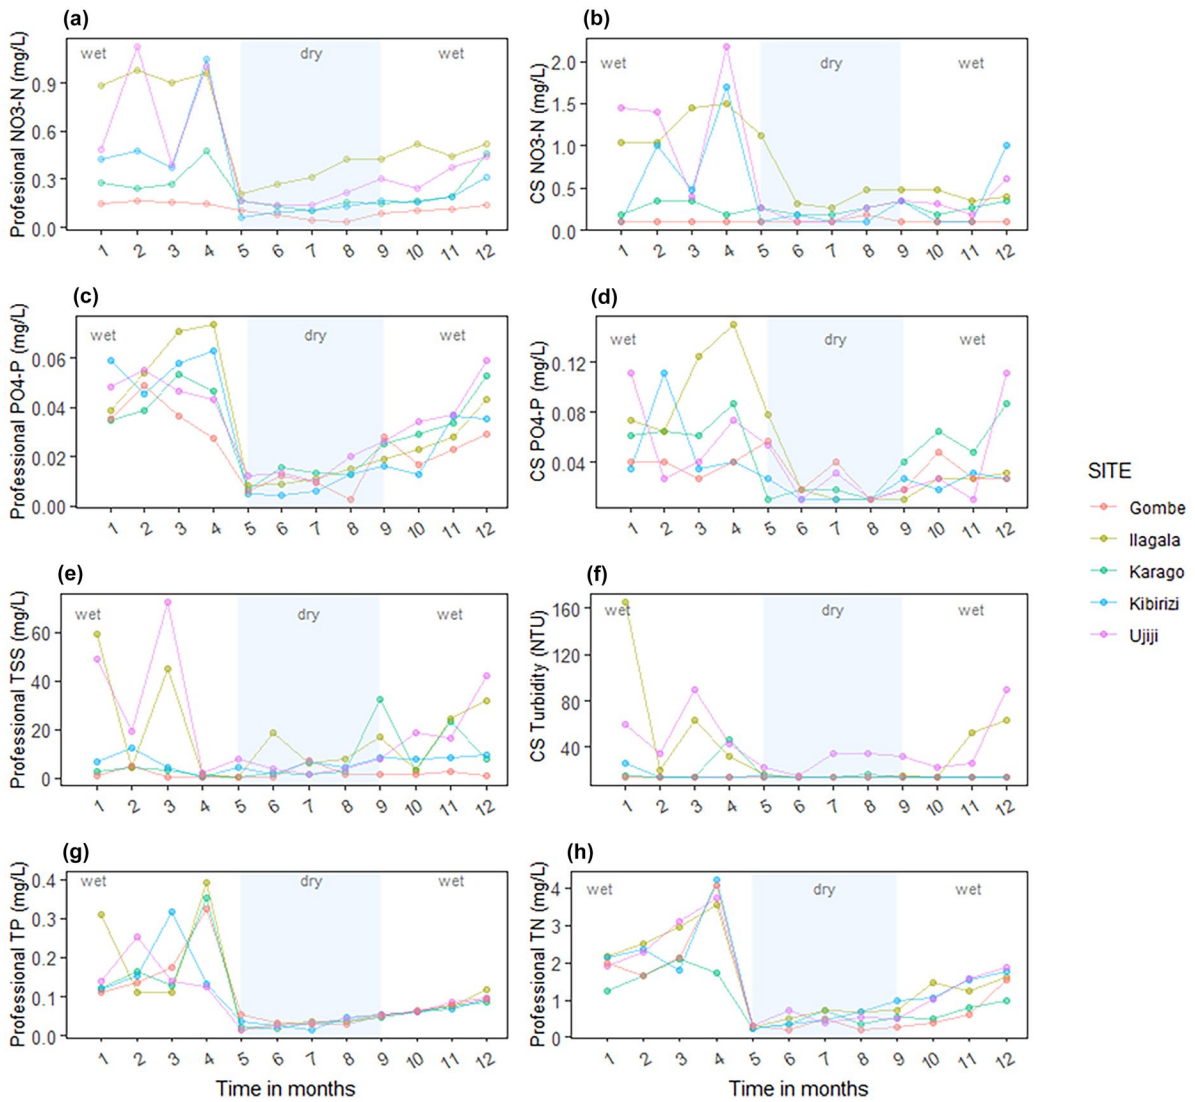 (a)
Profesional NO3-N (mg/L)
wet dry wet
0.9
0.6
0.3
0.0
1 2 3 4 5 6 7 8 9 10 11 12
(b)
CS NO3-N (mg/L)
wet dry wet
2.0
1.5
1.0
0.5
0.0
1 2 3 4 5 6 7 8 9 10 11 12
(c)
Professional PO4-P (mg/L)
wet dry wet
0.06
0.04
0.02
0.00
1 2 3 4 5 6 7 8 9 10 11 12
(d)
CS PO4-P (mg/L)
wet dry wet
0.12
0.08
0.04
1 2 3 4 5 6 7 8 9 10 11 12
(e)
Professional TSS (mg/L)
wet dry wet
60
40
20
0
1 2 3 4 5 6 7 8 9 10 11 12
(f)
CS Turbidity (NTU)
wet dry wet
160
120
80
40
1 2 3 4 5 6 7 8 9 10 11 12
(g)
Professional TP (mg/L)
wet dry wet
0.4
0.3
0.2
0.1
0.0
1 2 3 4 5 6 7 8 9 10 11 12
Time in months
(h)
Professional TN (mg/L)
wet dry wet
4
3
2
1
0
1 2 3 4 5 6 7 8 9 10 11 12
Time in months
SITE
Gombe
Ilagala
Karago
Kibirizi
Ujiji